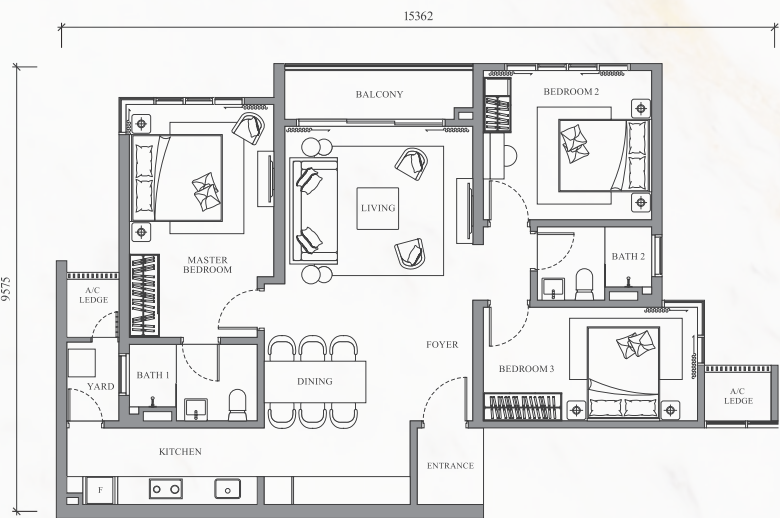 15362
BALCONY
BEDROOM 2
9575
LIVING
MASTER
BEDROOM
BATH 2
A/C
LEDGE
FOYER
BEDROOM 3
YARD
BATH 1
DINING
A/C
LEDGE
KITCHEN
ENTRANCE
F